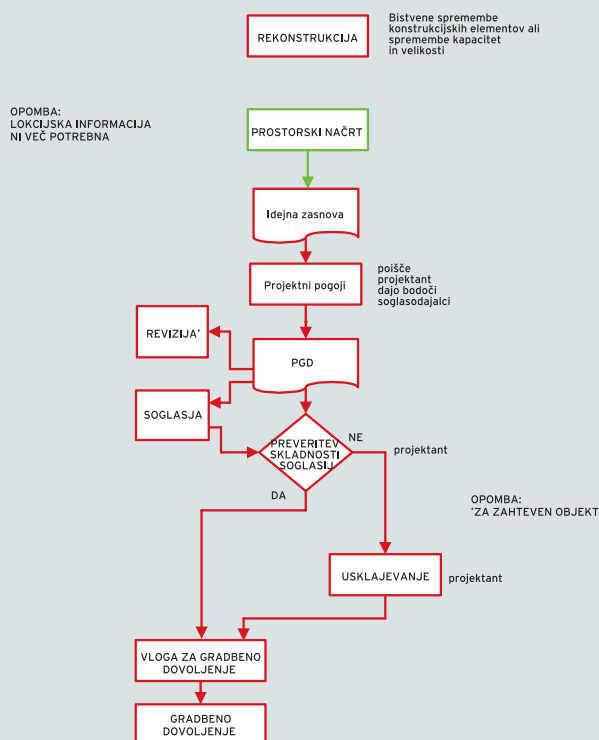 REKONSTRUKCIJA
Bistvene spremembe
konstrukcijskih elementov ali
spremembe kapacitet
in velikosti
OPOMBA:
LOKCIJSKA INFORMACIJA
NI VEČ POTREBNA
PROSTORSKI NAČRT
Idejna zasnova
Projektni pogoji
poišče
projektant
dajo bodoči
soglasodajalci
REVIZIJA*
PGD
SOGLASJA
PREVERITEV
SKLADNOSTI
SOGLASIJ
NE
projektant
DA
OPOMBA:
*ZA ZAHTEVEN OBJEKT
USKLAJEVANJE
projektant
VLOGA ZA GRADBENO
DOVOLJENJE
GRADBENO
DOVOLJENJE